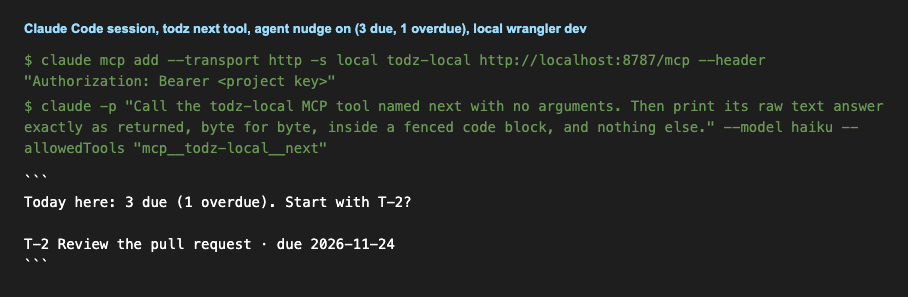 Claude Code session, todz next tool, agent nudge on (3 due, 1 overdue), local wrangler dev
$ claude mcp add --transport http -s local todz-local http://localhost:8787/mcp --header
"Authorization: Bearer <project key>"
$ claude -p "Call the todz-local MCP tool named next with no arguments. Then print its raw text answer
exactly as returned, byte for byte, inside a fenced code block, and nothing else." --model haiku --
allowedTools "mcp__todz-local__next"
```
Today here: 3 due (1 overdue). Start with T-2?
T-2 Review the pull request · due 2026-11-24
```